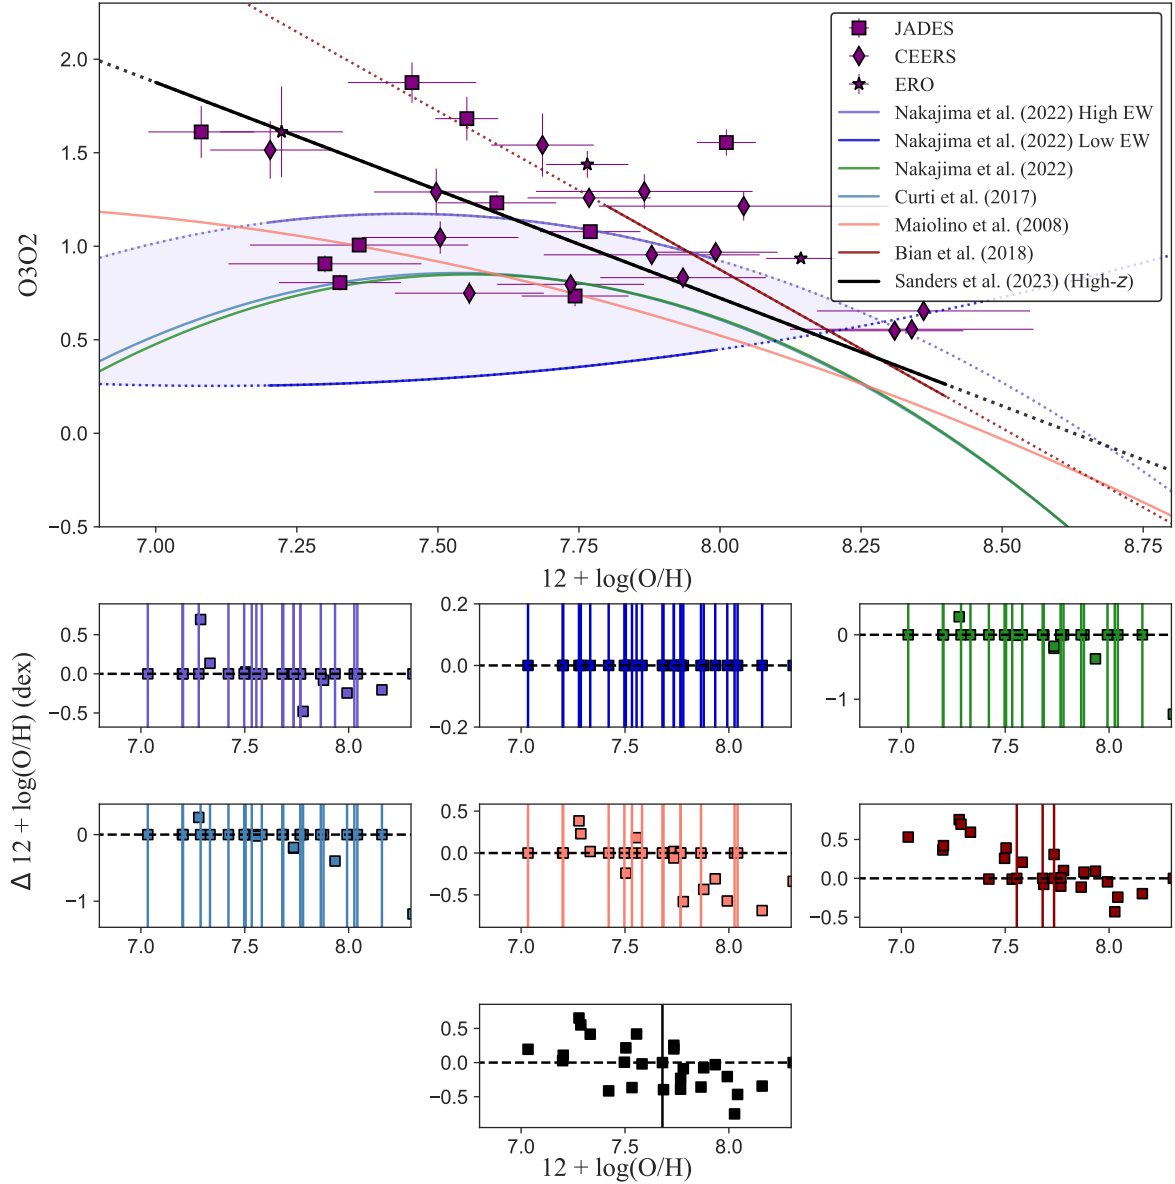 2.0
1.5
1.0
0.5
0.0
−0.5
O3O2
JADES
CEERS
ERO
Nakajima et al. (2022) High EW
Nakajima et al. (2022) Low EW
Nakajima et al. (2022)
Curti et al. (2017)
Maiolino et al. (2008)
Bian et al. (2018)
Sanders et al. (2023) (High-z)
7.00 7.25 7.50 7.75 8.00 8.25 8.50 8.75
12 + log(O/H)
Δ 12 + log(O/H) (dex)
0.5
0.0
−0.5
7.0 7.5 8.0
0.2
0.0
−0.2
7.0 7.5 8.0
0
−1
7.0 7.5 8.0
0
−1
7.0 7.5 8.0
0.5
0.0
−0.5
7.0 7.5 8.0
0.5
0.0
−0.5
7.0 7.5 8.0
0.5
0.0
−0.5
7.0 7.5 8.0
12 + log(O/H)